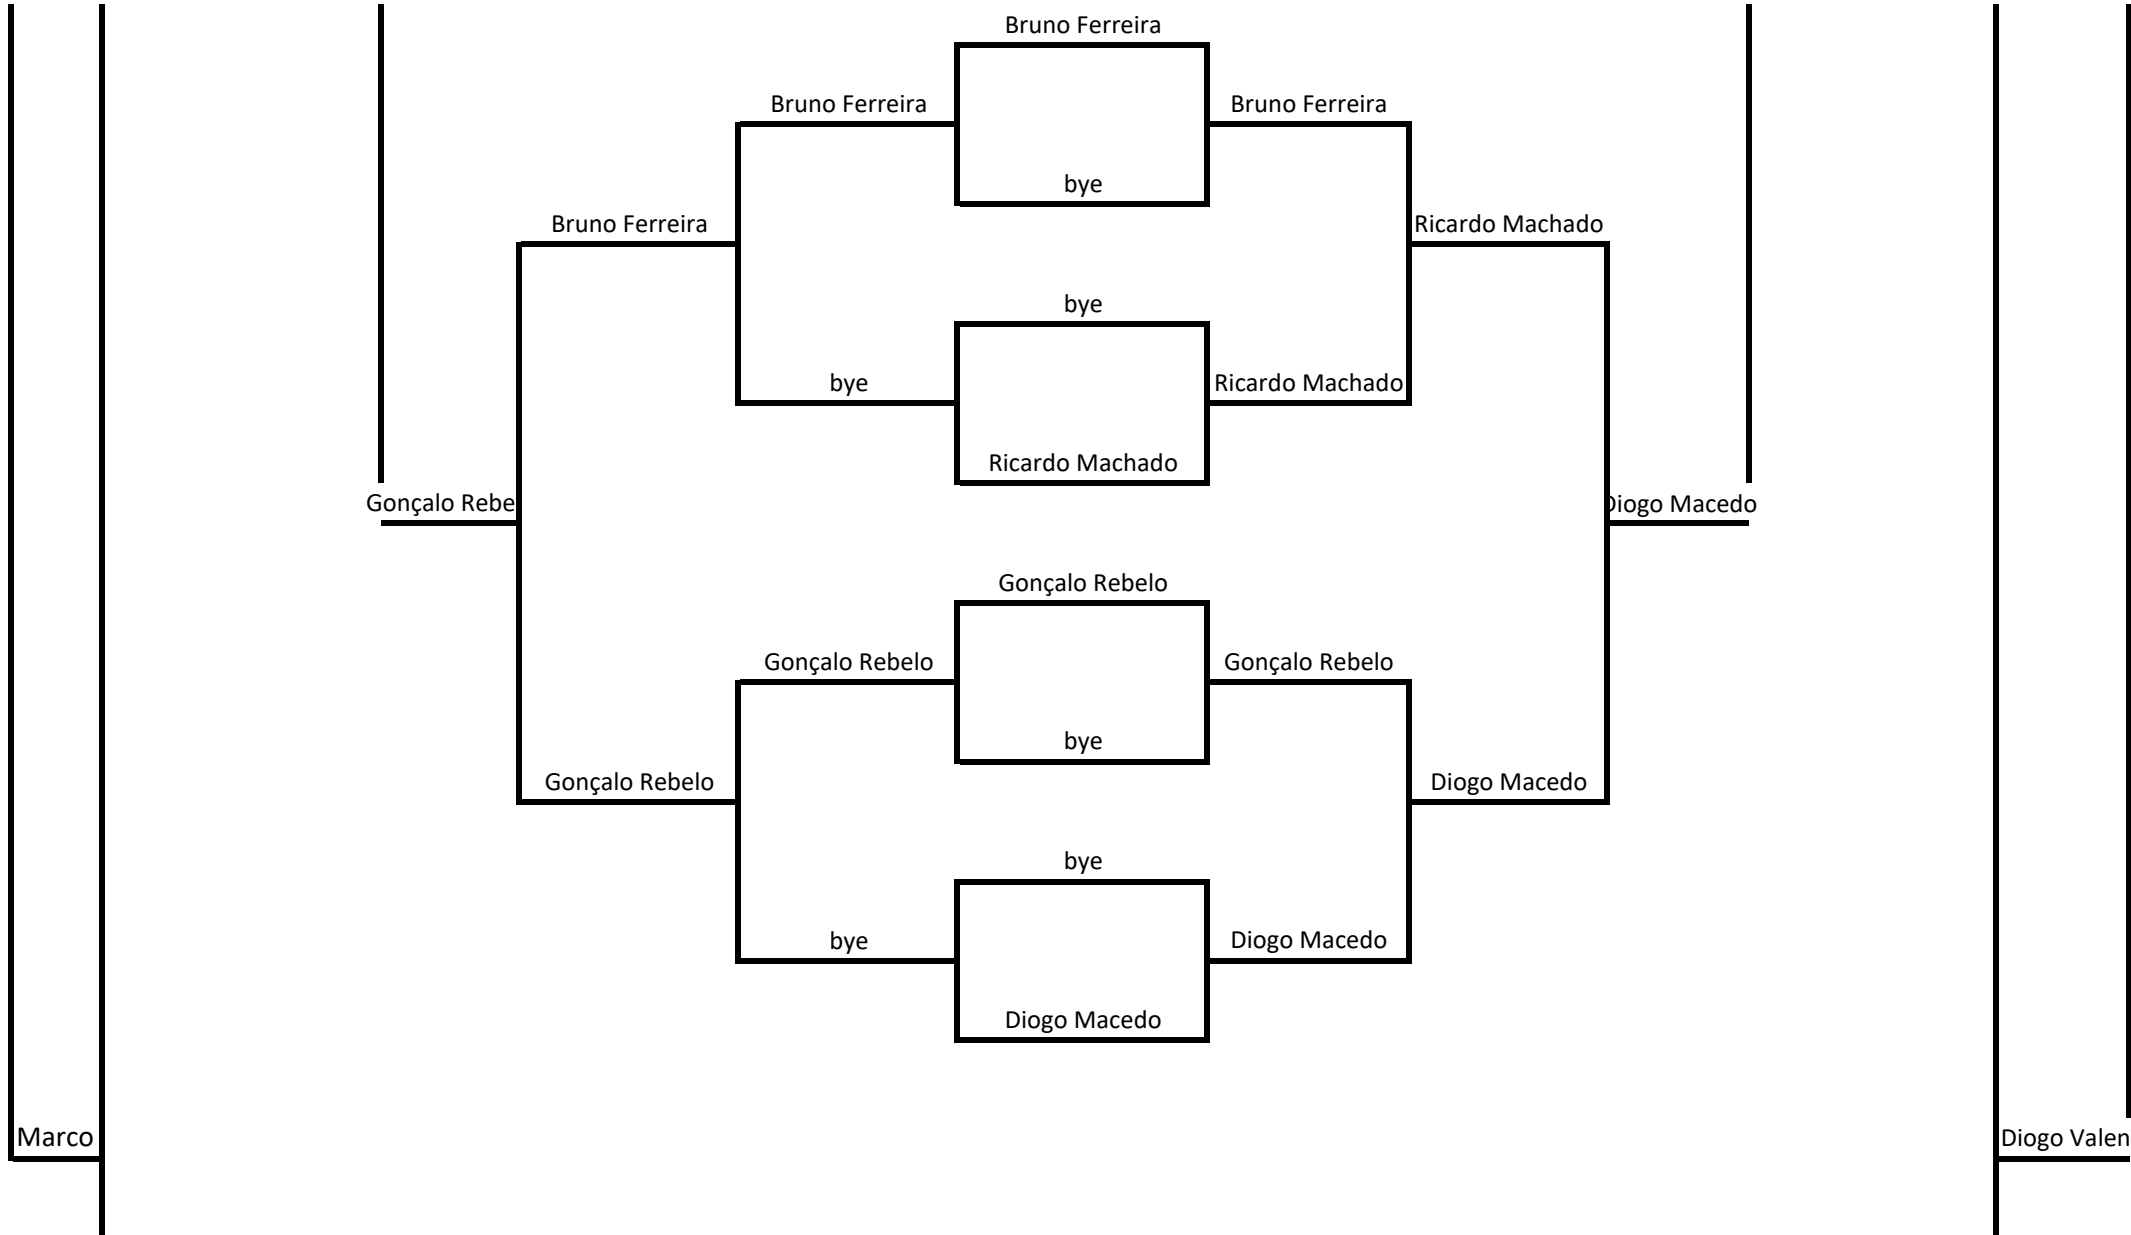 Bruno Ferreira
Bruno Ferreira
Bruno Ferreira
bye
Bruno Ferreira
Ricardo Machado
bye
bye
Ricardo Machado
Ricardo Machado
Gonçalo Rebe
Diogo Macedo
Gonçalo Rebelo
Gonçalo Rebelo
Gonçalo Rebelo
bye
Gonçalo Rebelo
Diogo Macedo
bye
bye
Diogo Macedo
Diogo Macedo
Marco
Diogo Valen